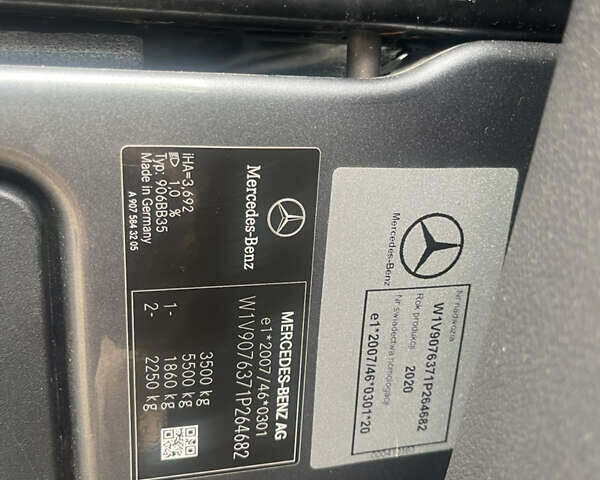 Mercedes-Benz
iHA=3,692
1,0 %
Typ: 906BB35
Made in Germany
A 907 584 32 05
MERCEDES-BENZ AG
e1*2007/46*0301
W1V9076371P264682
3500 kg
5500 kg
1- 1860 kg
2- 2250 kg
Mercedes-Benz
Nr nadwozia
W1V9076371P264682
Rok produkcji
2020
Nr świadectwa homologacji
e1*2007/46*0301*20